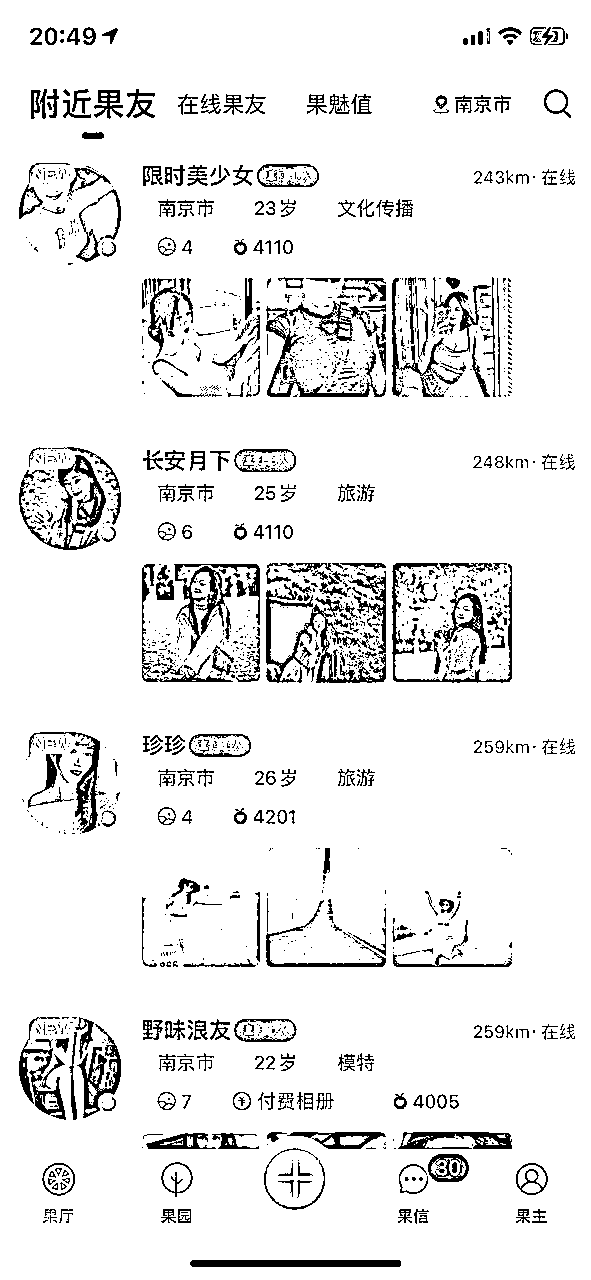 20:49
附近果友 在线果友 果魅值 南京市
NEW
限时美少女 243km·在线
南京市 23岁 文化传播
4 4110
NEW
长安月下 248km·在线
南京市 25岁 旅游
6 4110
NEW
珍珍 259km·在线
南京市 26岁 旅游
4 4201
NEW
野味浪友 259km·在线
南京市 22岁 模特
7 付费相册 4005
30
果厅 果园 果信 果主